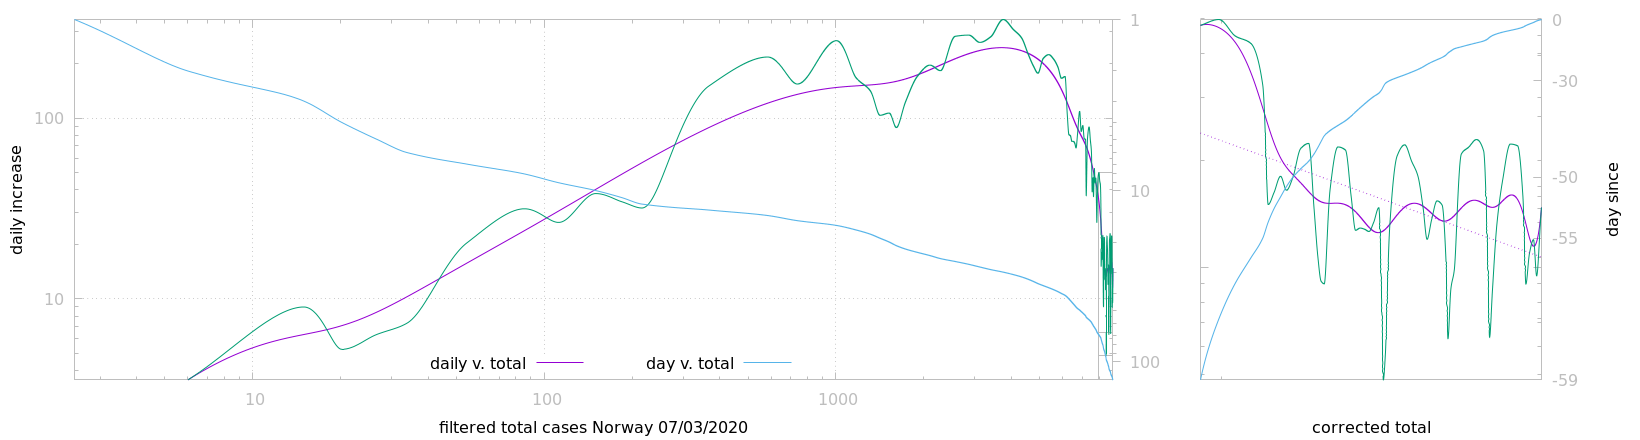 daily increase
100
10
10
100
1000
1
10
100
daily v. total
day v. total
filtered total cases Norway 07/03/2020
0
-30
-50
-55
-59
day since
corrected total